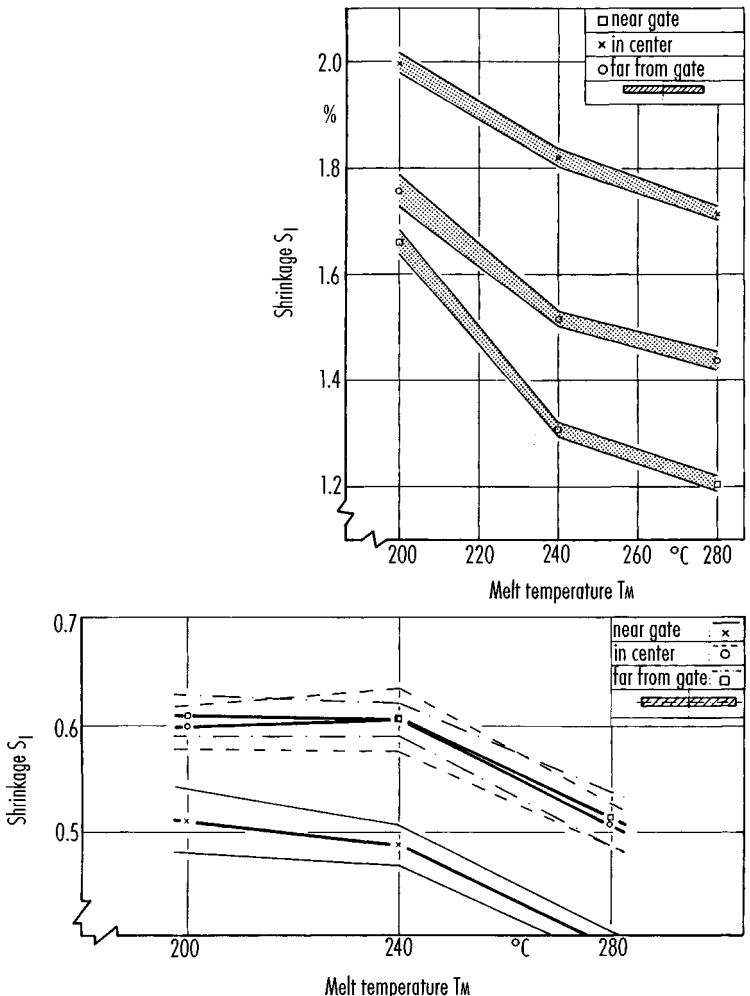 near gate
in center
far from gate
2.0
%
1.8
1.6
1.4
1.2
Shrinkage S_I
200 220 240 260 °C 280
Melt temperature TM
0.7
0.6
0.5
near gate
in center
far from gate
Shrinkage S_I
200 240 °C 280
Melt temperature TM